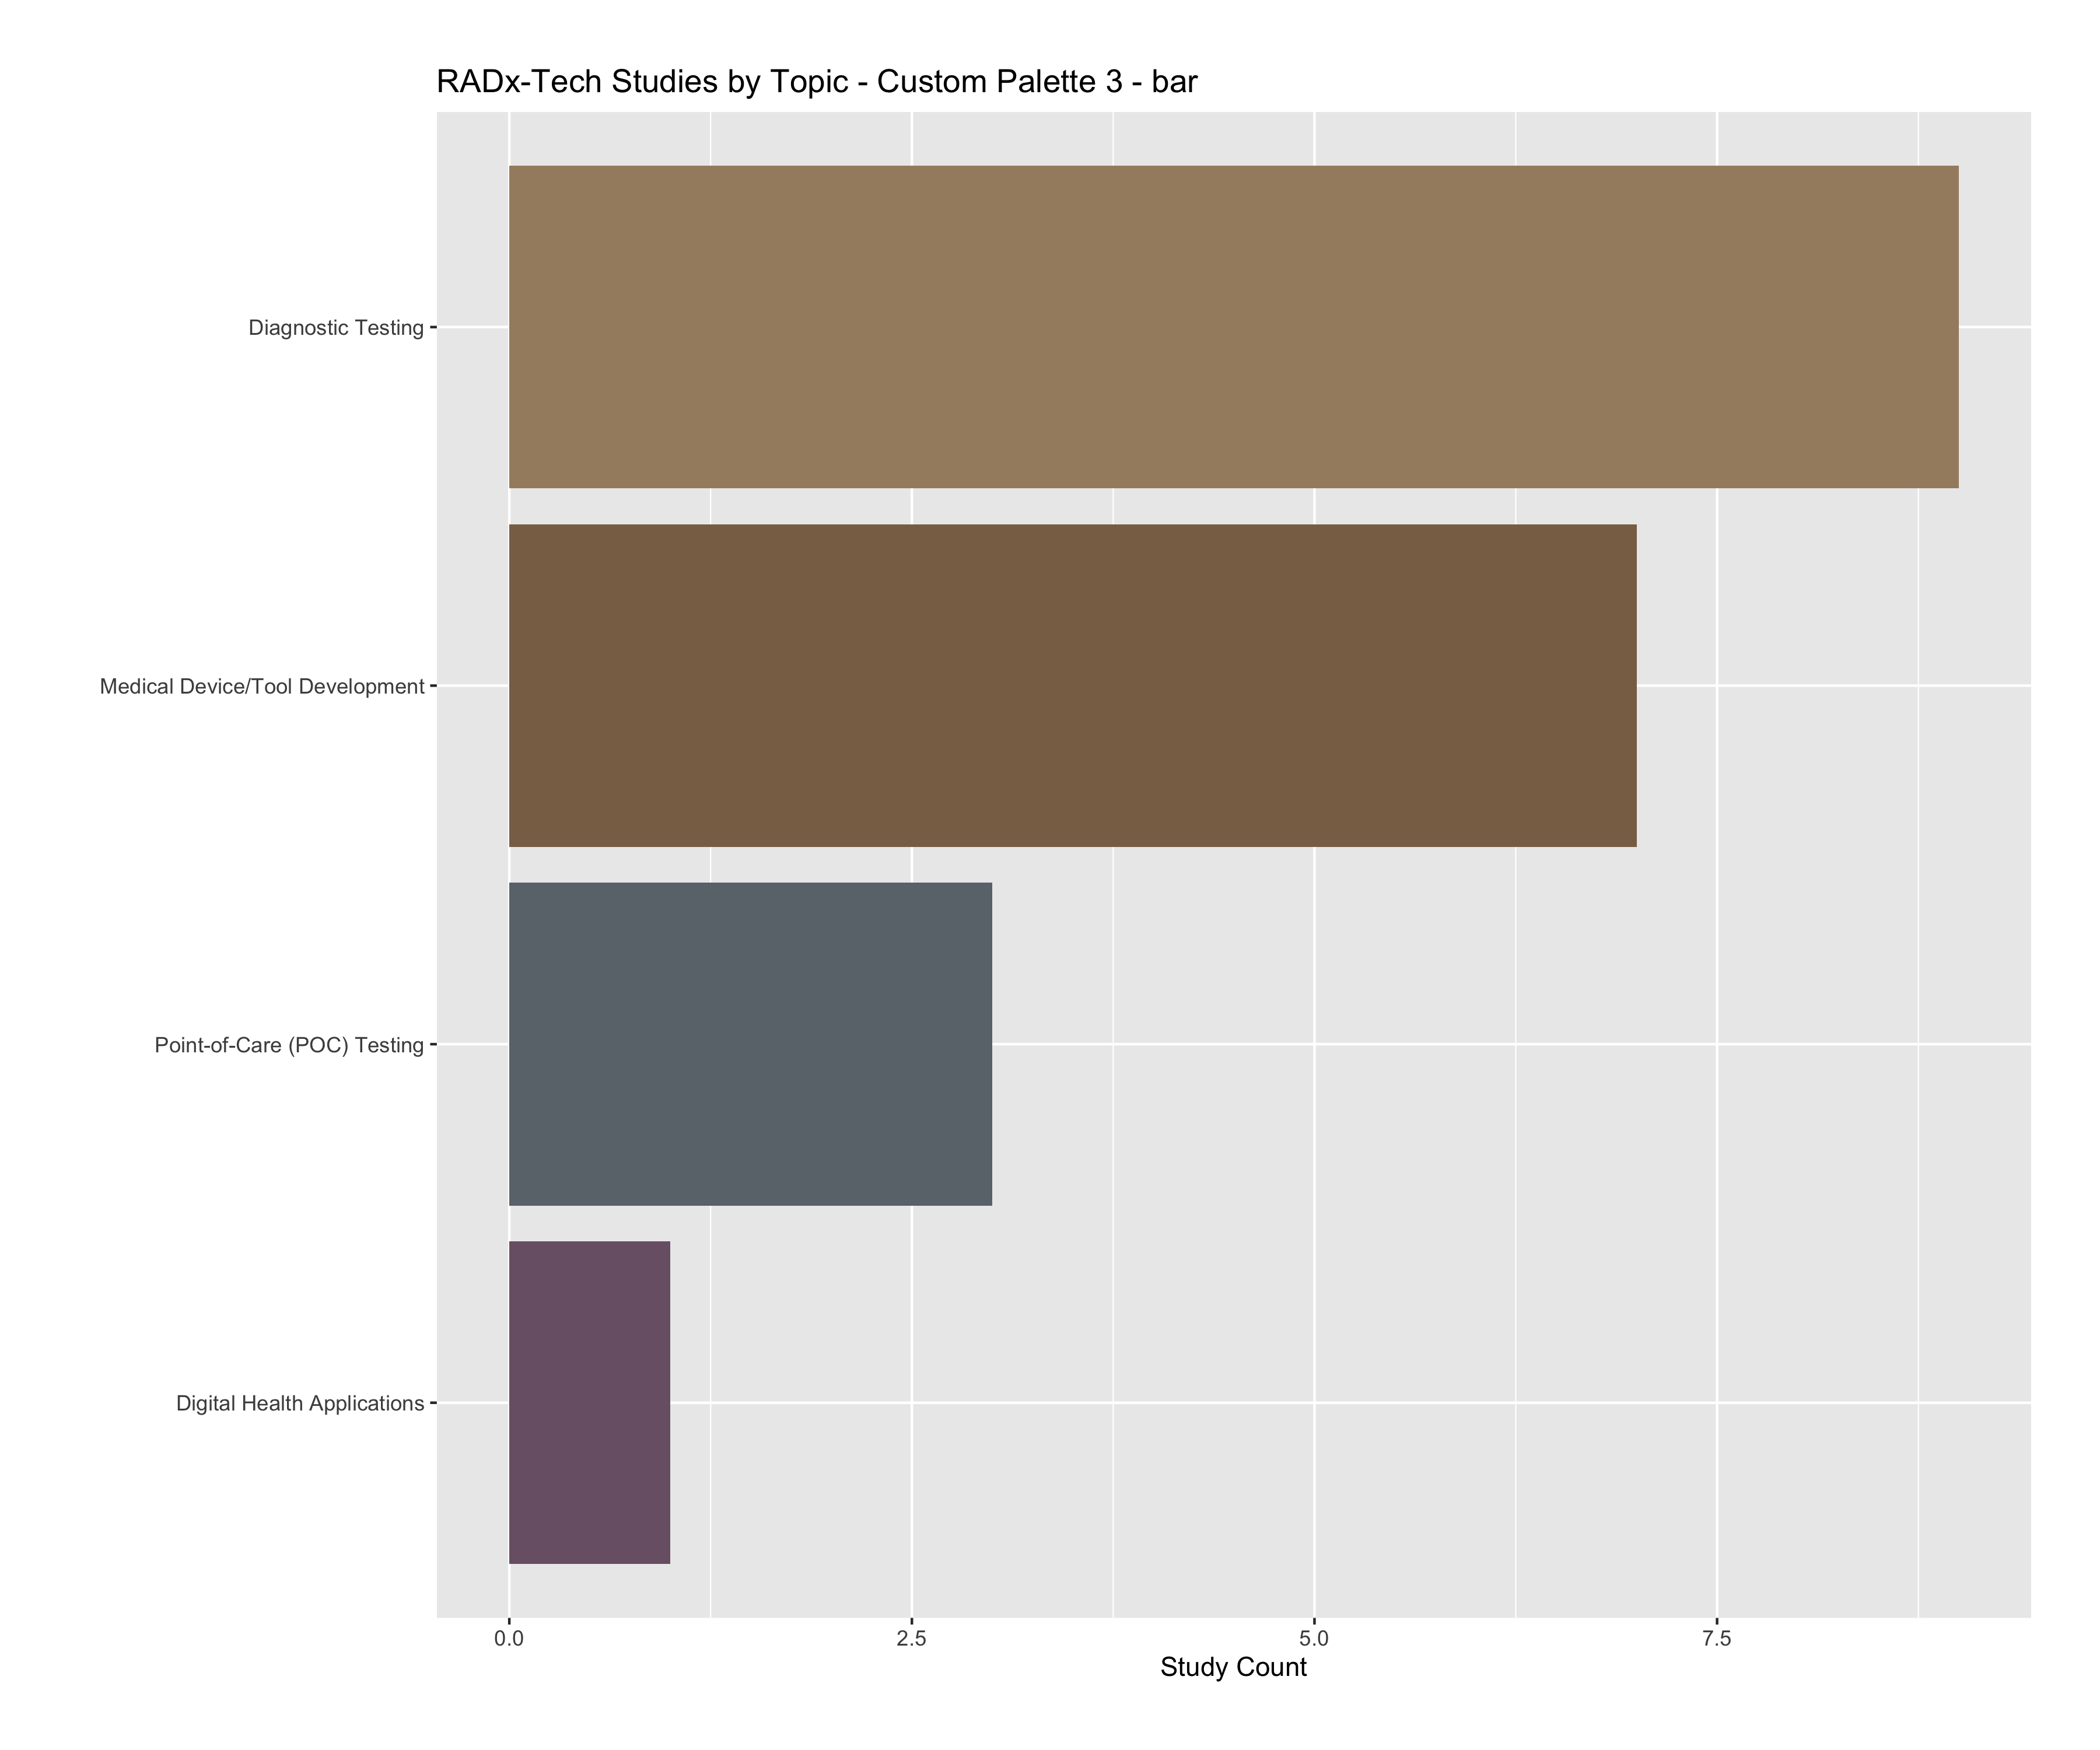 RADx-Tech Studies by Topic - Custom Palette 3 - bar
Diagnostic Testing
Medical Device/Tool Development
Point-of-Care (POC) Testing
Digital Health Applications
0.0 2.5 5.0 7.5
Study Count